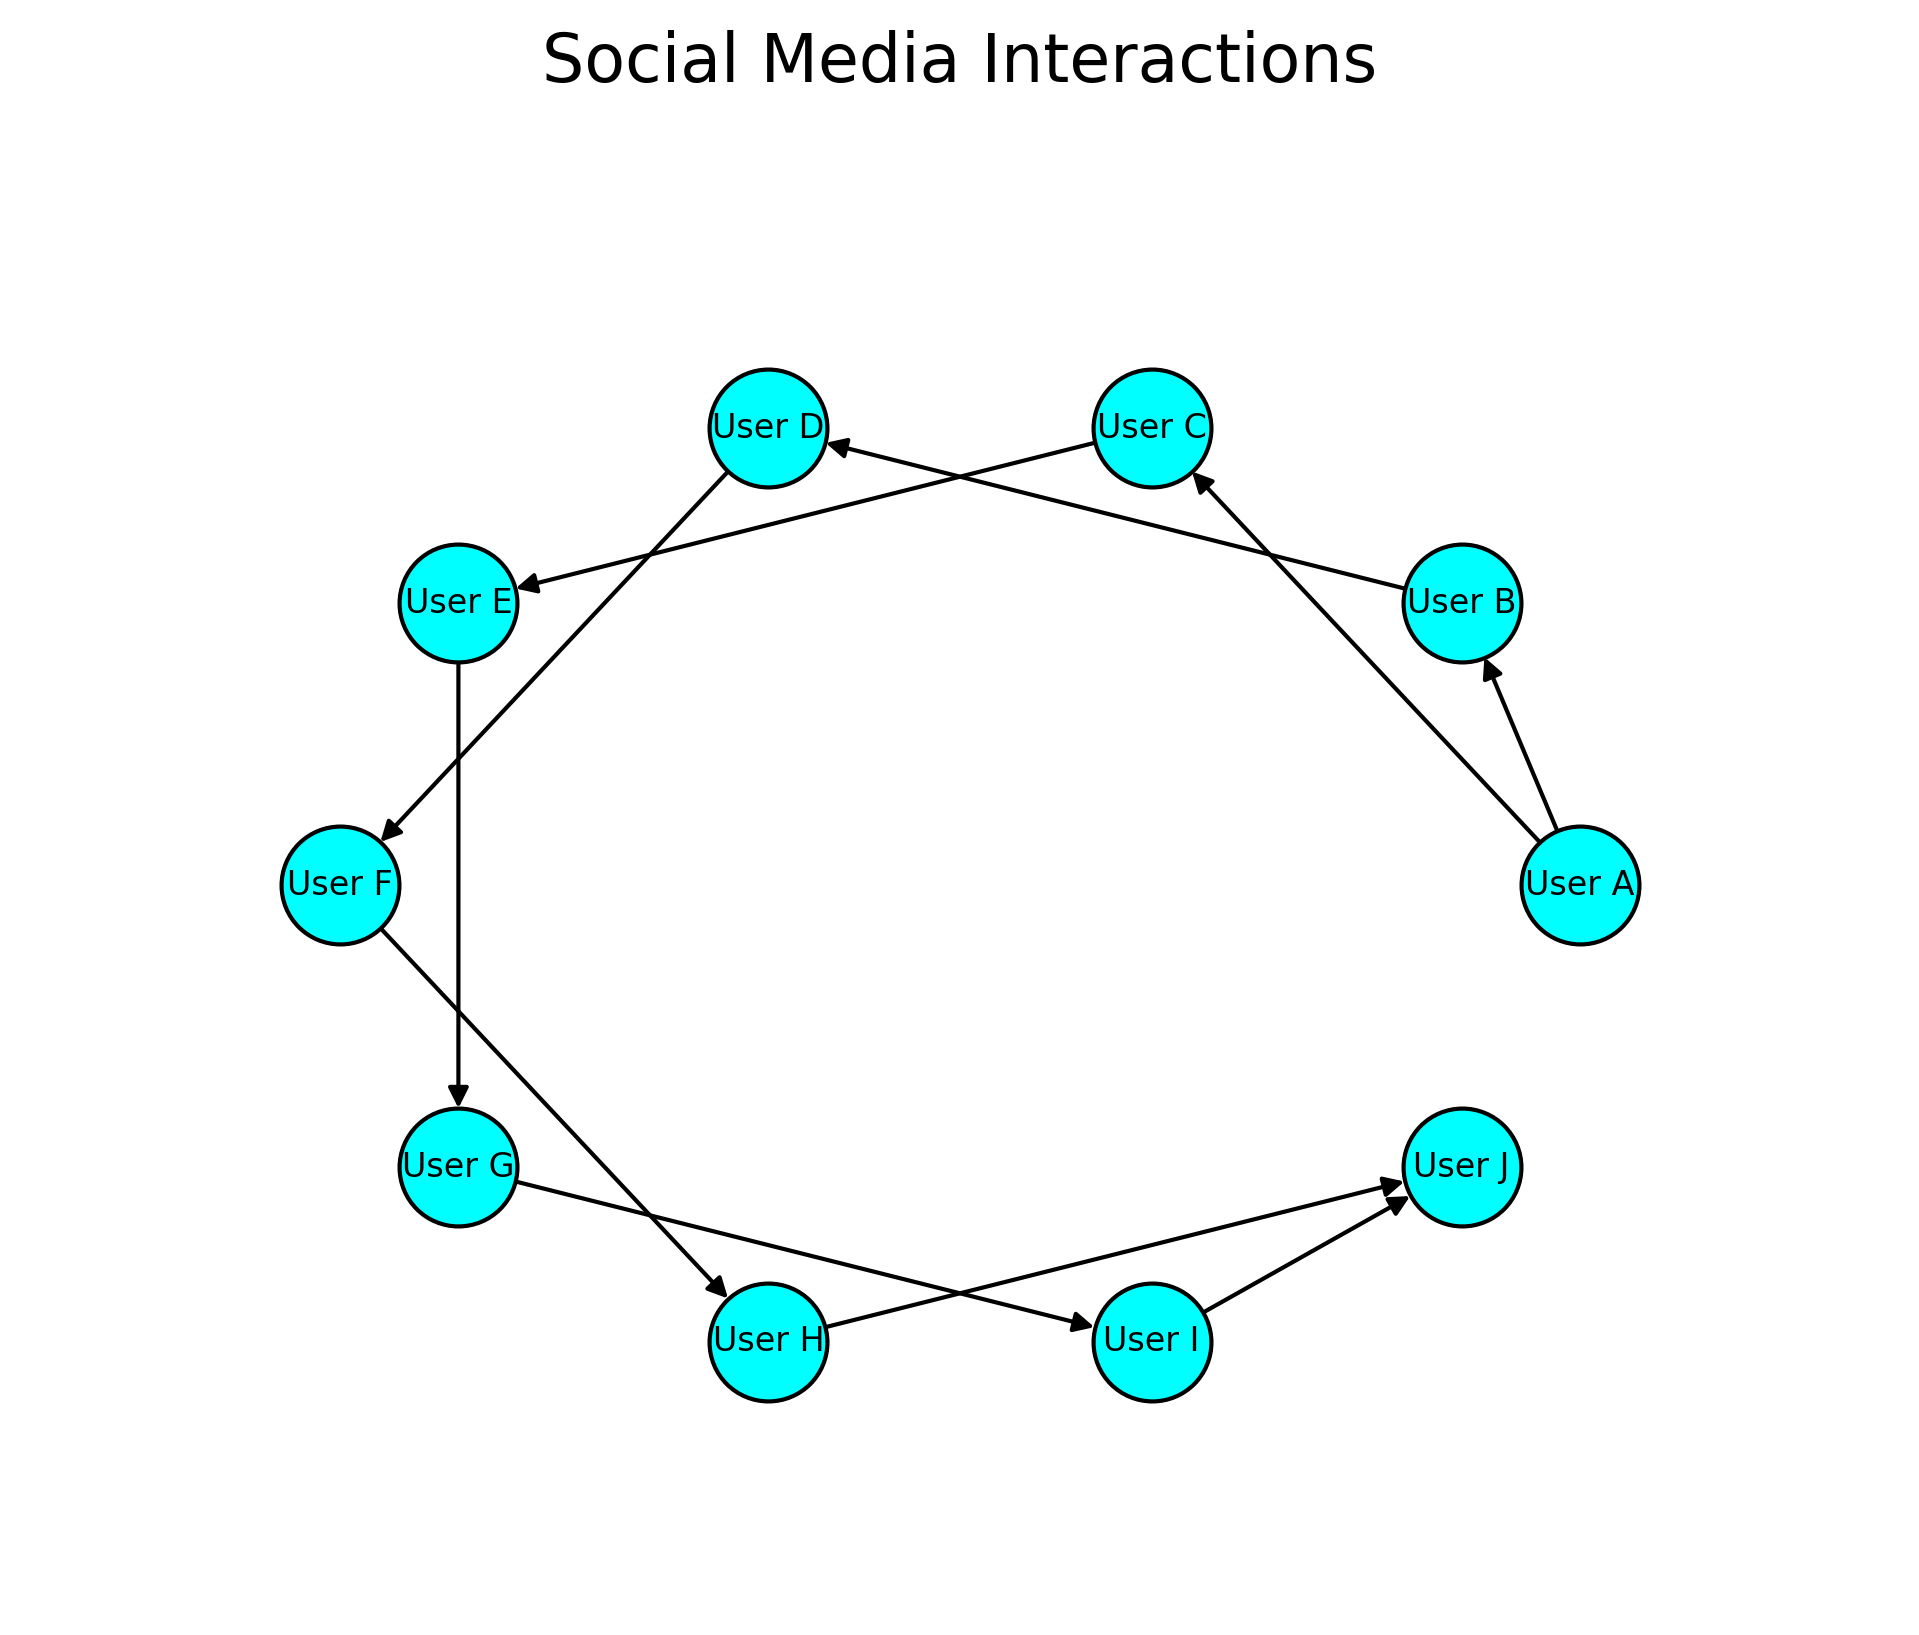 Social Media Interactions
User D
User C
User E
User B
User F
User A
User G
User J
User H
User I